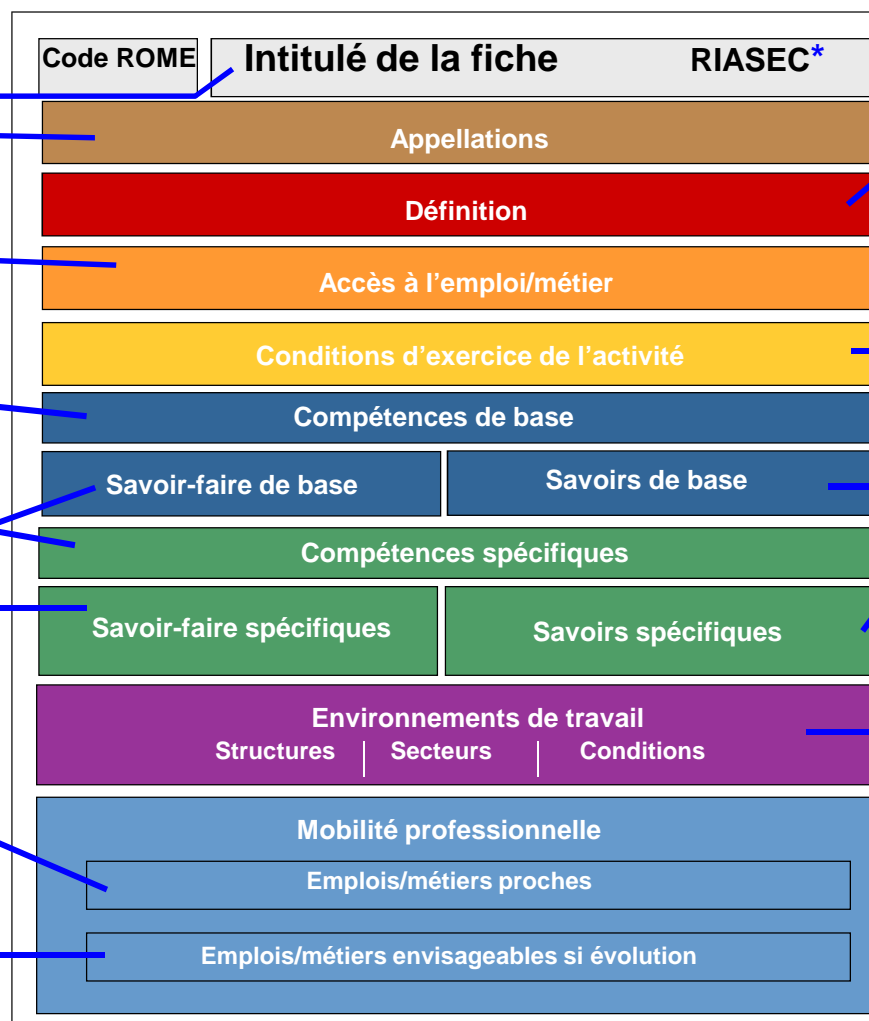 Code ROME Intitulé de la fiche RIASEC*
Appellations
Définition
Accès à l’emploi/métier
Conditions d’exercice de l’activité
Compétences de base
Savoir-faire de base Savoirs de base
Compétences spécifiques
Savoir-faire spécifiques Savoirs spécifiques
Environnements de travail
Structures Secteurs Conditions
Mobilité professionnelle
Emplois/métiers proches
Emplois/métiers envisageables si évolution